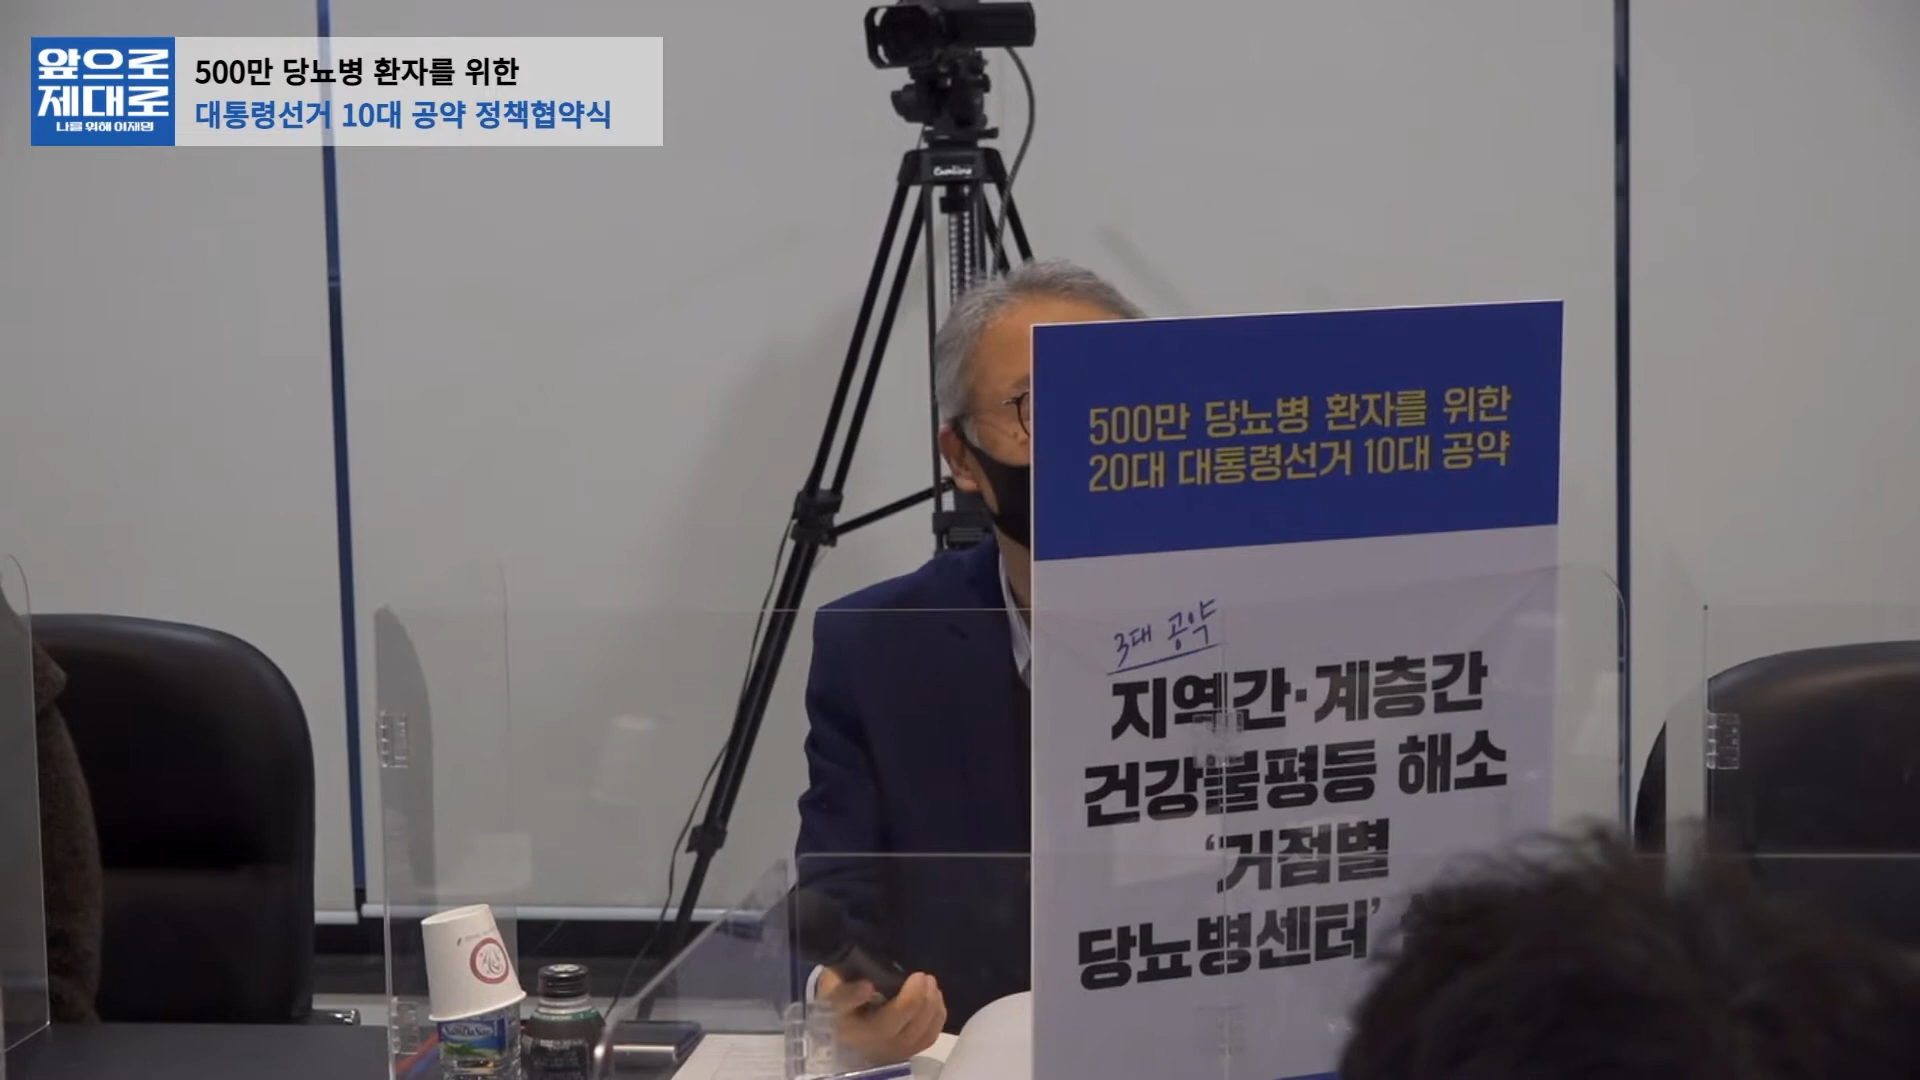 앞으로
제대로
나를 위해 이재명
500만 당뇨병 환자를 위한
대통령선거 10대 공약 정책협약식
500만 당뇨병 환자를 위한
20대 대통령선거 10대 공약
3대 공약
지역간·계층간
건강불평등 해소
‘거점별
당뇨병센터’